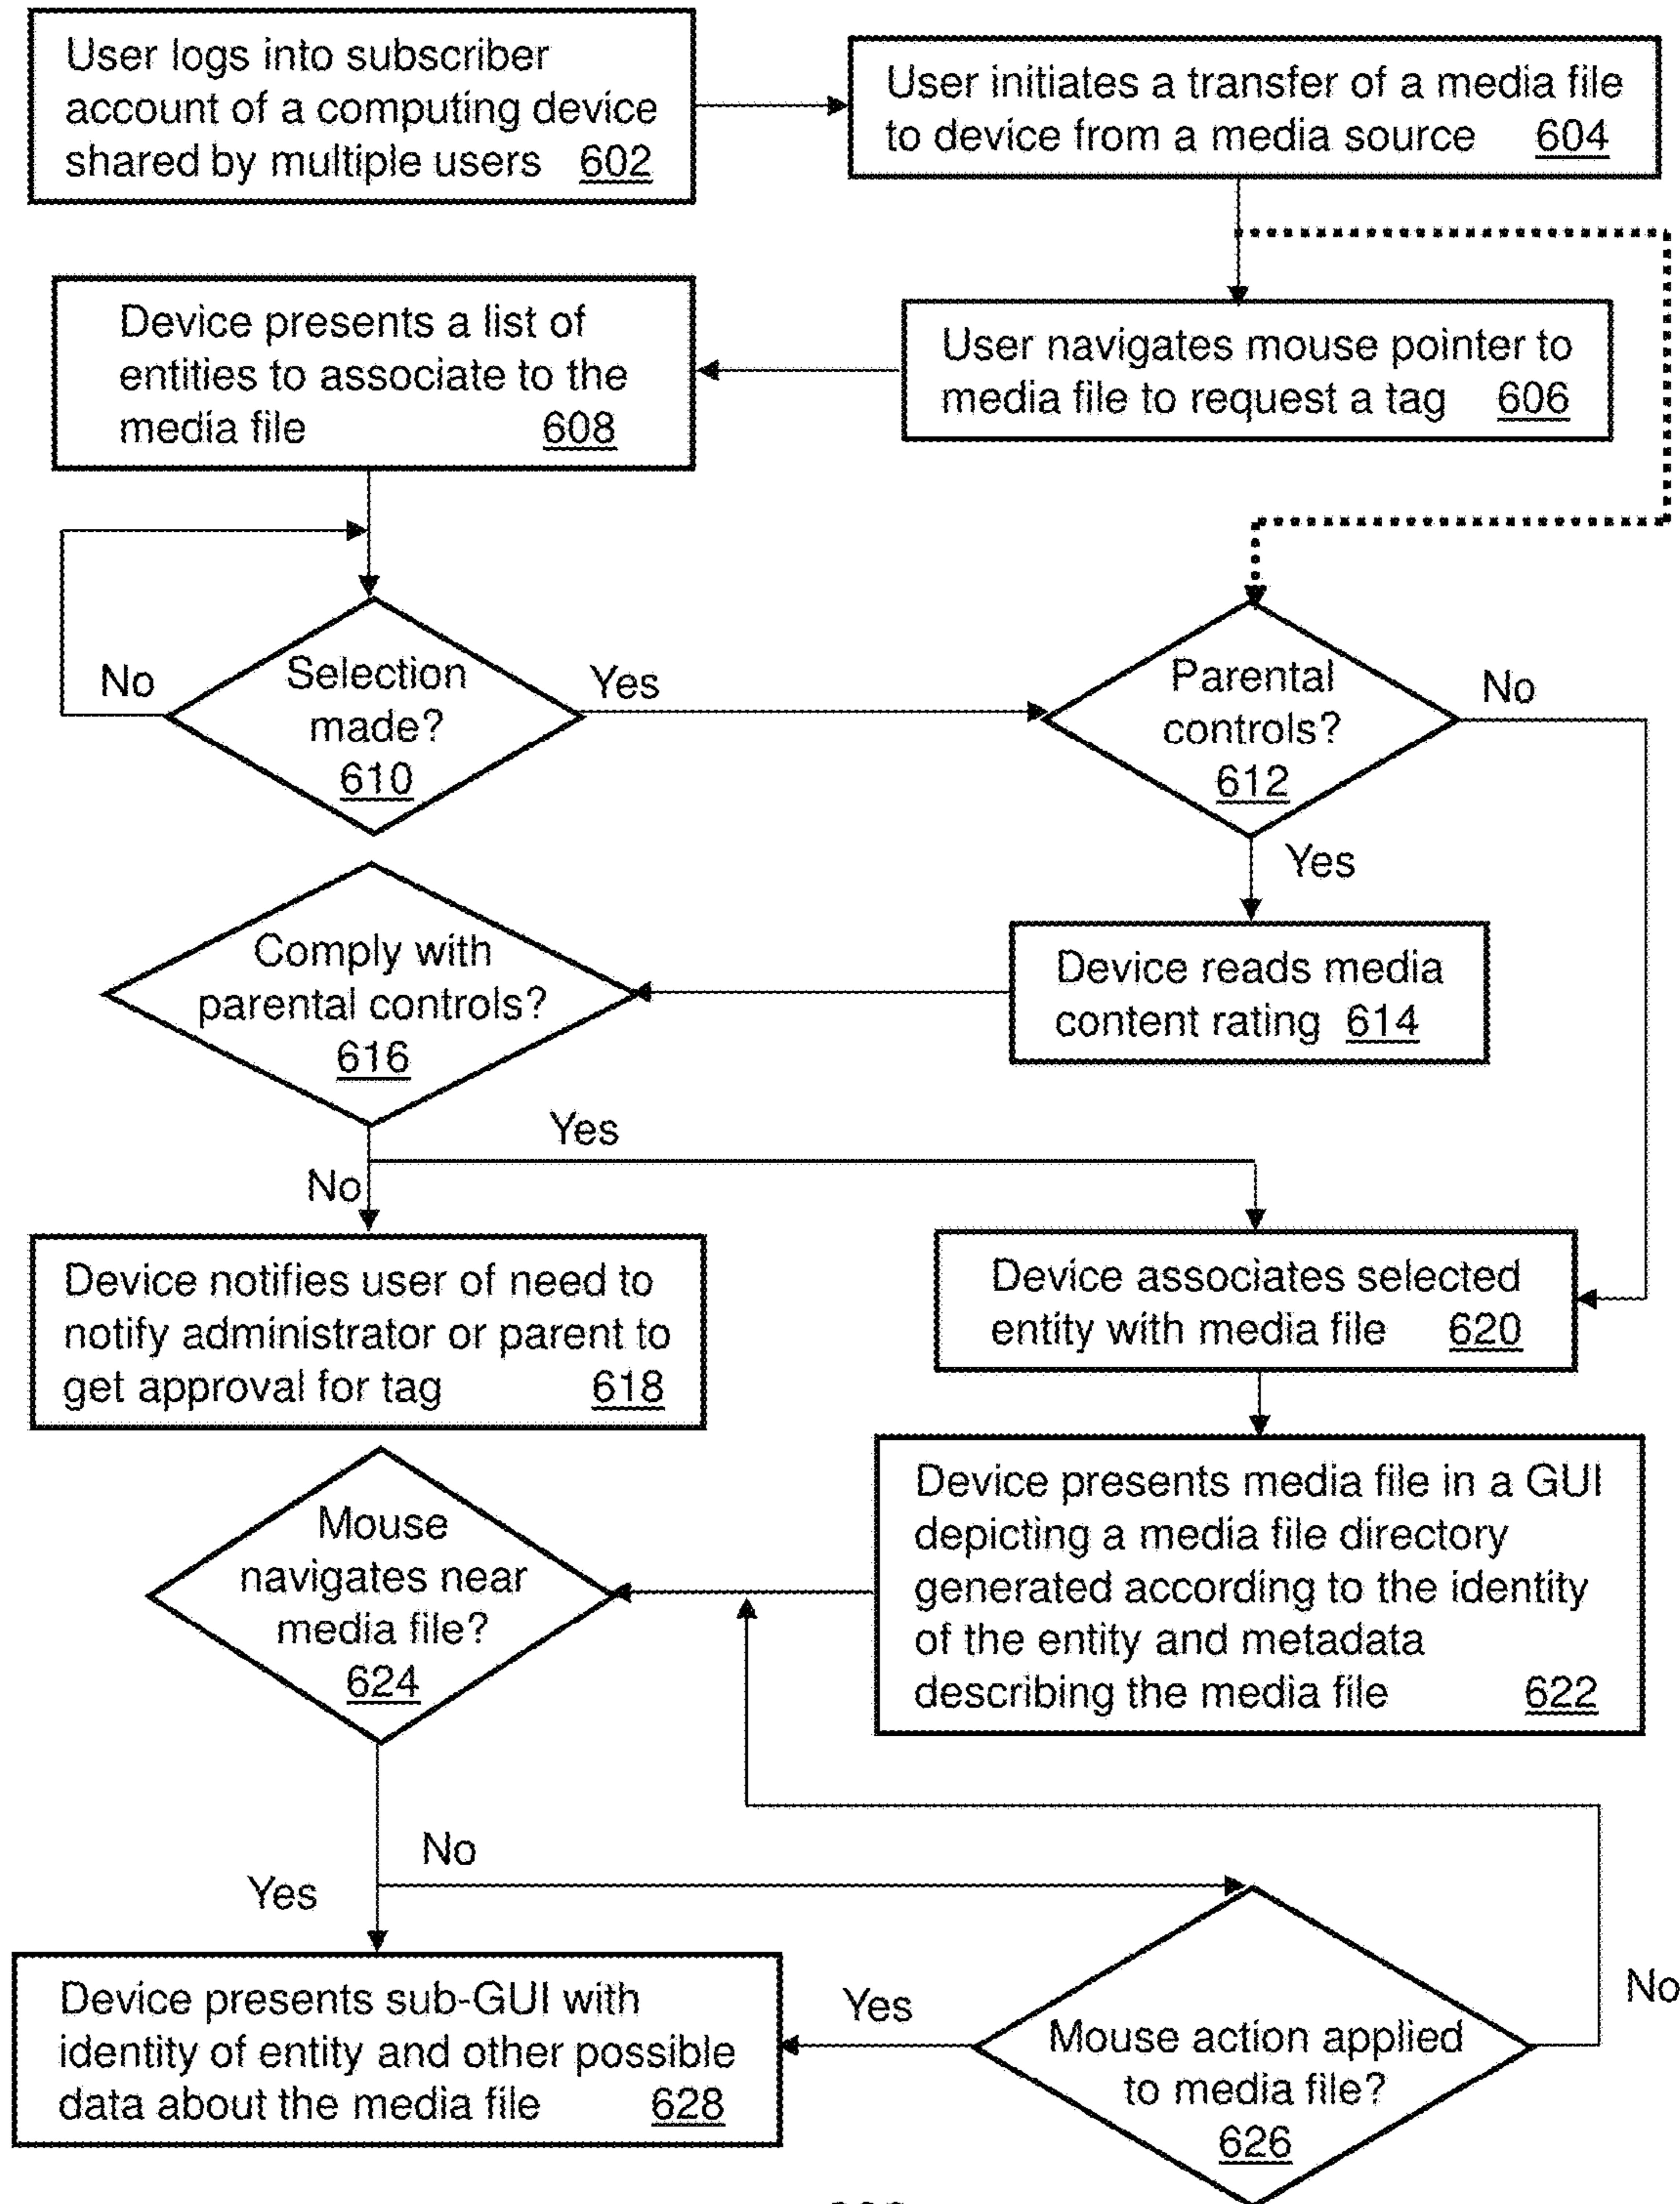 User logs into subscriber
account of a computing device
shared by multiple users 602
User initiates a transfer of a media file
to device from a media source 604
User navigates mouse pointer to
media file to request a tag 606
Device presents a list of
entities to associate to the
media file 608
Selection
made?
610
No
Yes
Parental
controls?
612
No
Yes
Device reads media
content rating 614
Comply with
parental controls?
616
Yes
No
Device notifies user of need to
notify administrator or parent to
get approval for tag 618
Device associates selected
entity with media file 620
Device presents media file in a GUI
depicting a media file directory
generated according to the identity
of the entity and metadata
describing the media file 622
Mouse
navigates near
media file?
624
No
Yes
Mouse action applied
to media file?
626
Yes
No
Device presents sub-GUI with
identity of entity and other possible
data about the media file 628